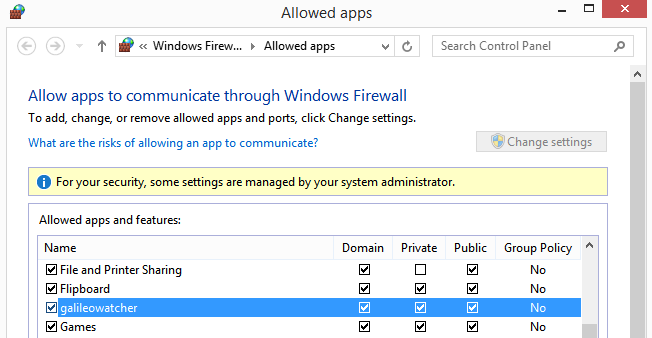 Allowed apps
« Windows Firew... Allowed apps
Search Control Panel
Allow apps to communicate through Windows Firewall
To add, change, or remove allowed apps and ports, click Change settings.
What are the risks of allowing an app to communicate?
Change settings
For your security, some settings are managed by your system administrator.
Allowed apps and features:
Name Domain Private Public Group Policy
File and Printer Sharing No
Flipboard No
galileowatcher No
Games No